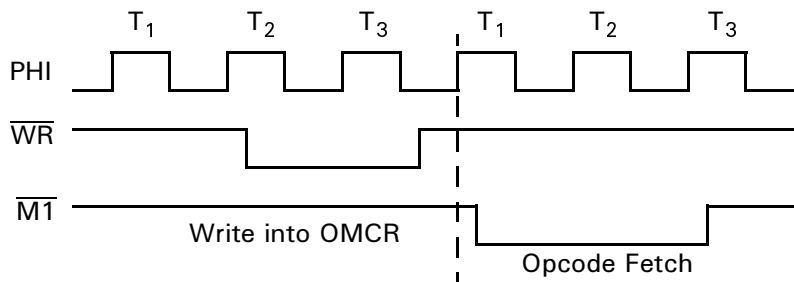 T1 T2 T3 T1 T2 T3
PHI
WR
M1
Write into OMCR
Opcode Fetch